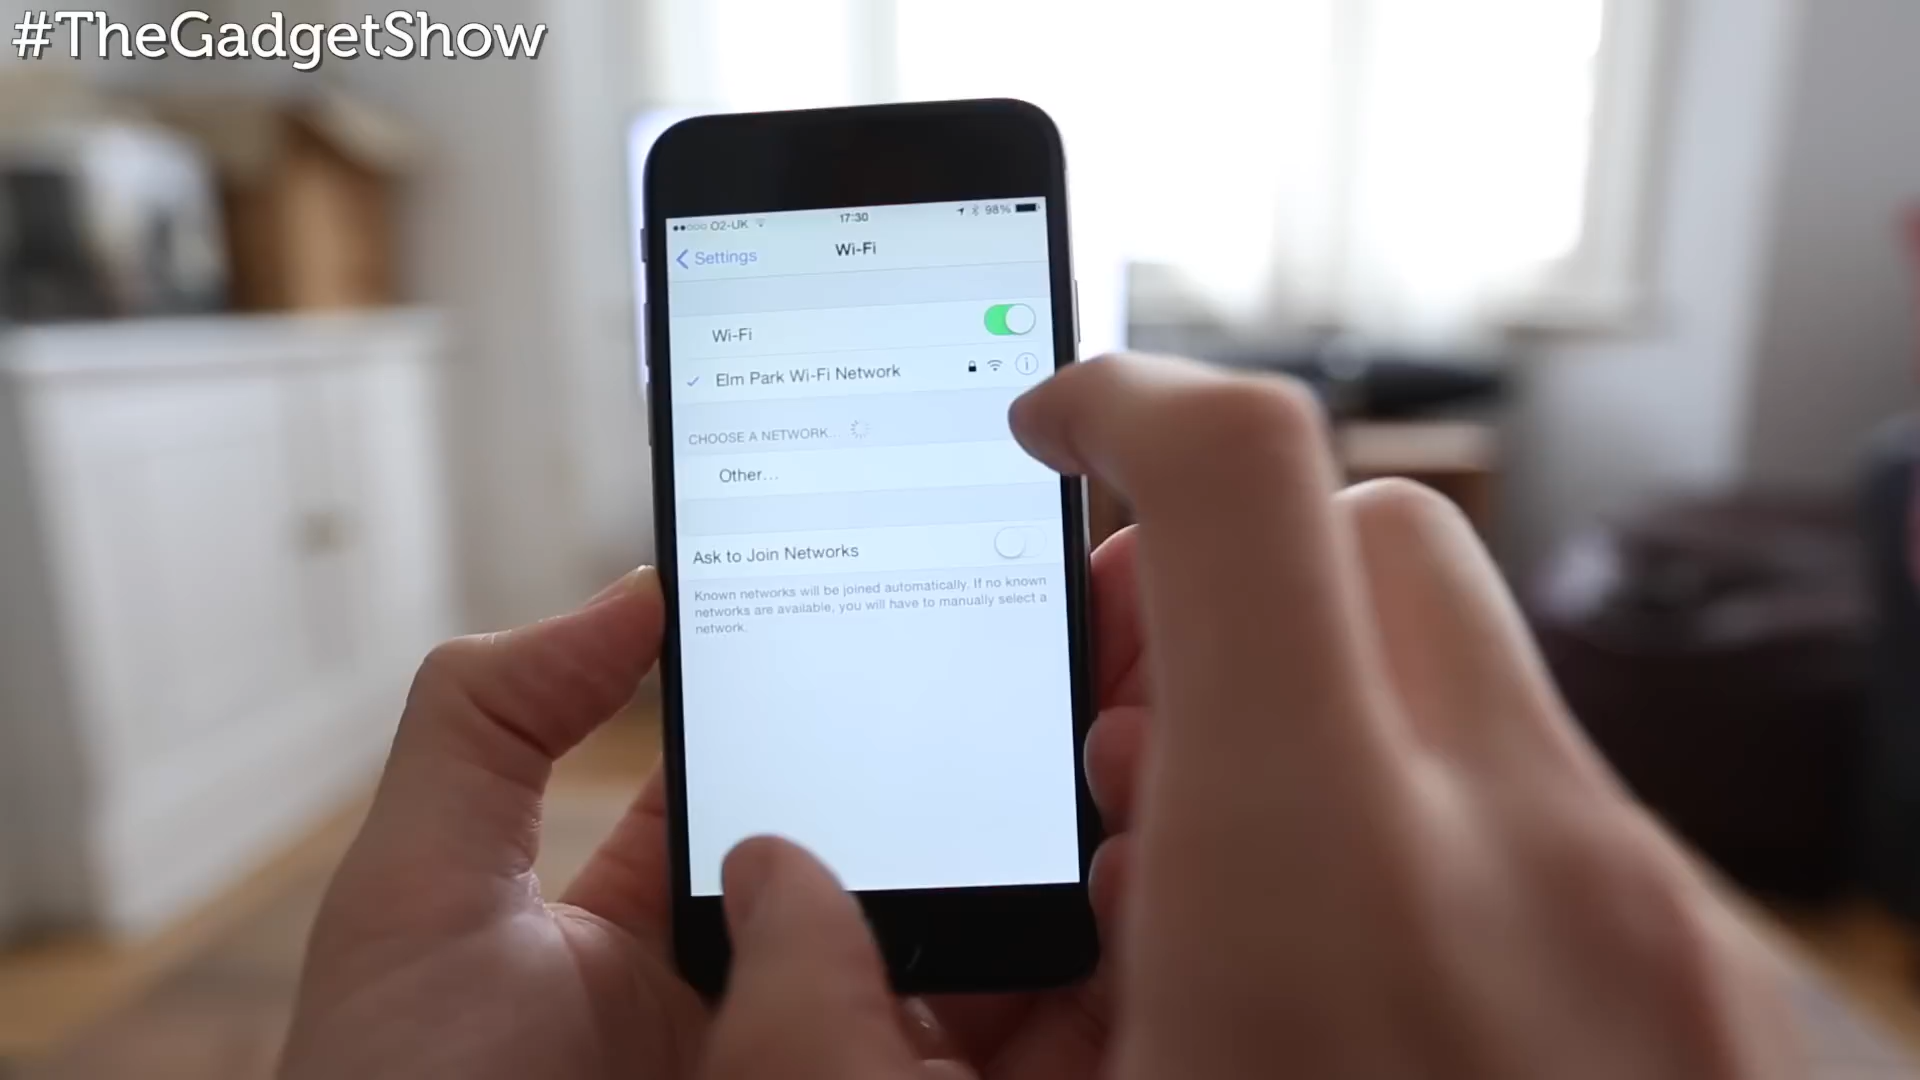 #TheGadgetShow
O2-UK 17:30 98%
Settings Wi-Fi
Wi-Fi
Elm Park Wi-Fi Network
CHOOSE A NETWORK...
Other...
Ask to Join Networks
Known networks will be joined automatically. If no known
networks are available, you will have to manually select a
network.